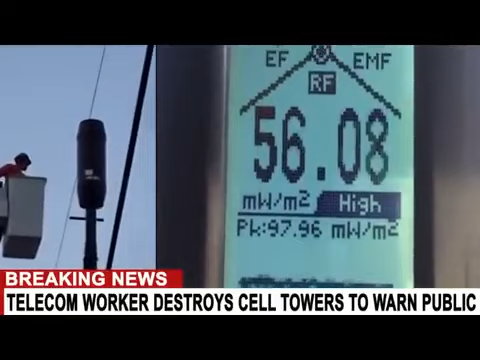 EF
EMF
RF
56.08
mW/m²
High
Pk:97.96 mW/m²
BREAKING NEWS
TELECOM WORKER DESTROYS CELL TOWERS TO WARN PUBLIC